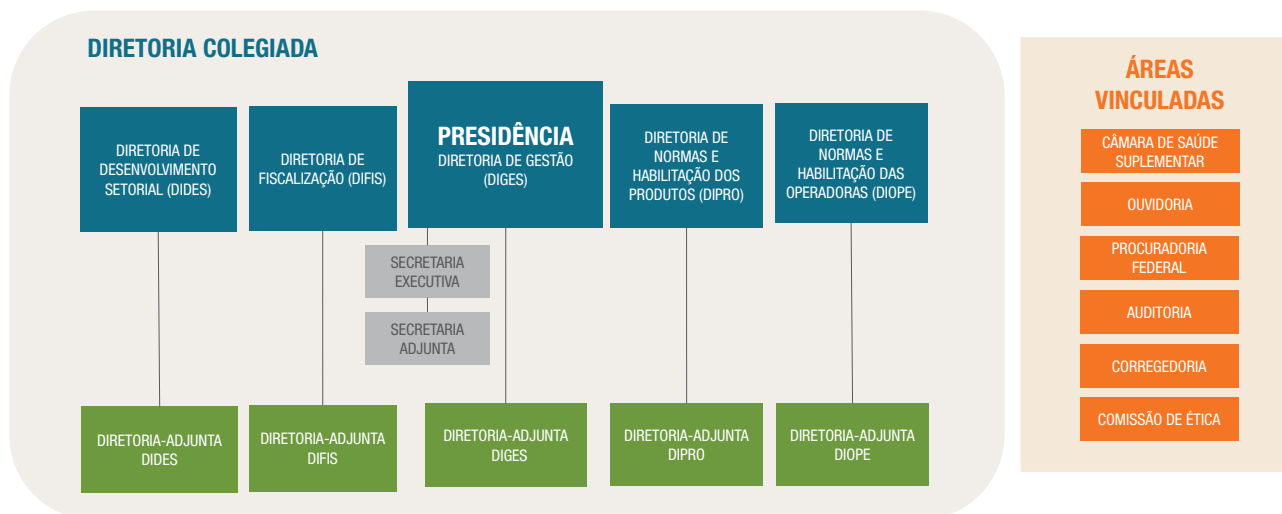 DIRETORIA COLEGIADA
DIRETORIA DE
DESENVOLVIMENTO
SETORIAL (DIDES)
DIRETORIA DE
FISCALIZAÇÃO (DIFIS)
PRESIDÊNCIA
DIRETORIA DE GESTÃO
(DIGES)
DIRETORIA DE
NORMAS E
HABILITAÇÃO DOS
PRODUTOS (DIPRO)
DIRETORIA DE
NORMAS E
HABILITAÇÃO DAS
OPERADORAS (DIOPE)
SECRETARIA
EXECUTIVA
SECRETARIA
ADJUNTA
DIRETORIA-ADJUNTA
DIDES
DIRETORIA-ADJUNTA
DIFIS
DIRETORIA-ADJUNTA
DIGES
DIRETORIA-ADJUNTA
DIPRO
DIRETORIA-ADJUNTA
DIOPE
ÁREAS
VINCULADAS
CÂMARA DE SAÚDE
SUPLEMENTAR
OUVIDORIA
PROCURADORIA
FEDERAL
AUDITORIA
CORREGEDORIA
COMISSÃO DE ÉTICA